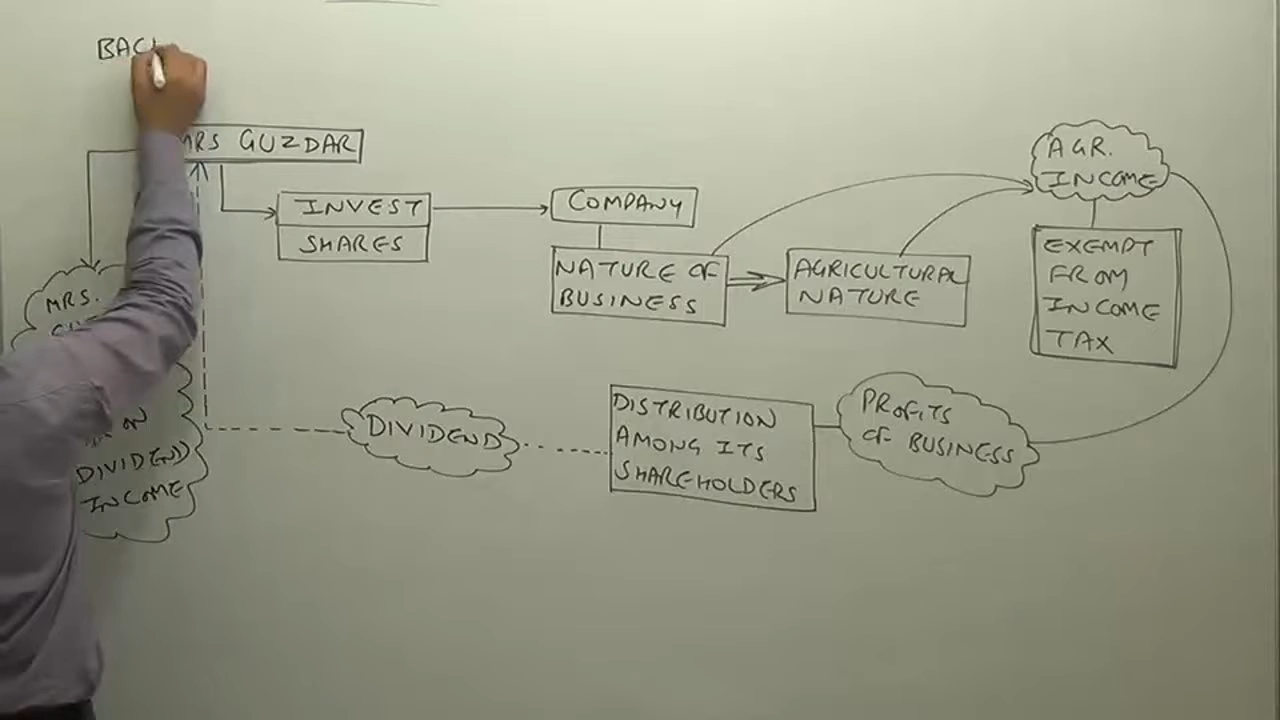 BAC
MRS GUZDAR
INVEST
SHARES
COMPANY
NATURE OF
BUSINESS
AGRICULTURAL
NATURE
AGR.
INCOME
EXEMPT
FROM
INCOME
TAX
MRS.
ON
DIVIDEND
INCOME
DIVIDEND
DISTRIBUTION
AMONG ITS
SHAREHOLDERS
PROFITS
OF BUSINESS